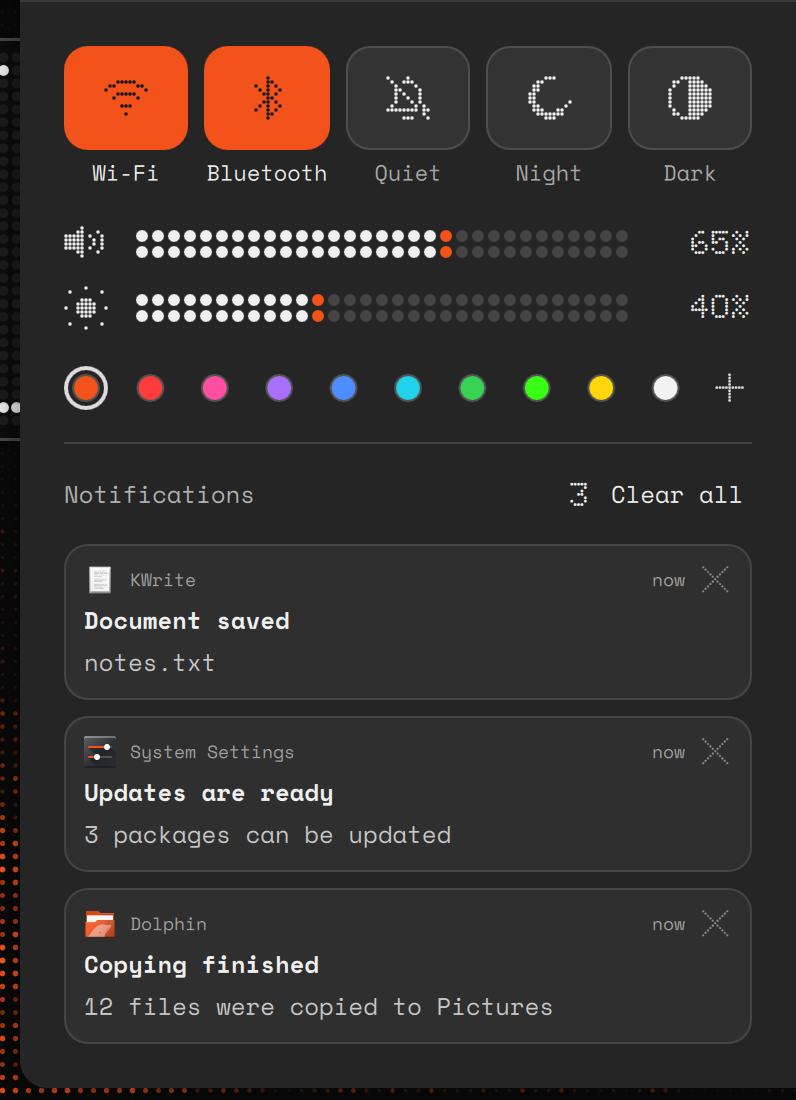 Wi-Fi Bluetooth Quiet Night Dark
65%
40%
Notifications 3 Clear all
KWrite now
Document saved
notes.txt
System Settings now
Updates are ready
3 packages can be updated
Dolphin now
Copying finished
12 files were copied to Pictures